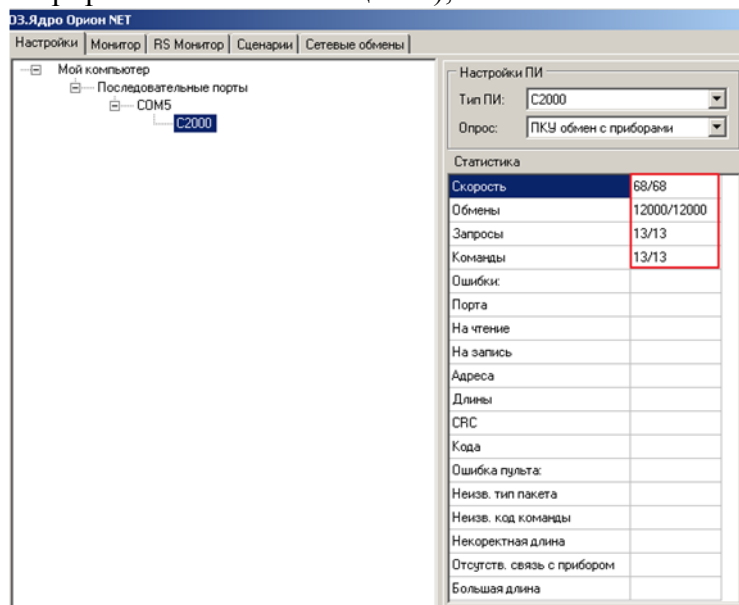 03.Ядро Орион NET
Настройки Монитор RS Монитор Сценарии Сетевые обмены
Мой компьютер
Последовательные порты
COM5
C2000
Настройки ПИ
Тип ПИ: C2000
Опрос: ПКУ обмен с приборами
Статистика
Скорость 68/68
Обмены 12000/12000
Запросы 13/13
Команды 13/13
Ошибки:
Порта
На чтение
На запись
Адреса
Длины
CRC
Кода
Ошибка пульта:
Неизв. тип пакета
Неизв. код команды
Некоректная длина
Отсутств. связь с прибором
Большая длина